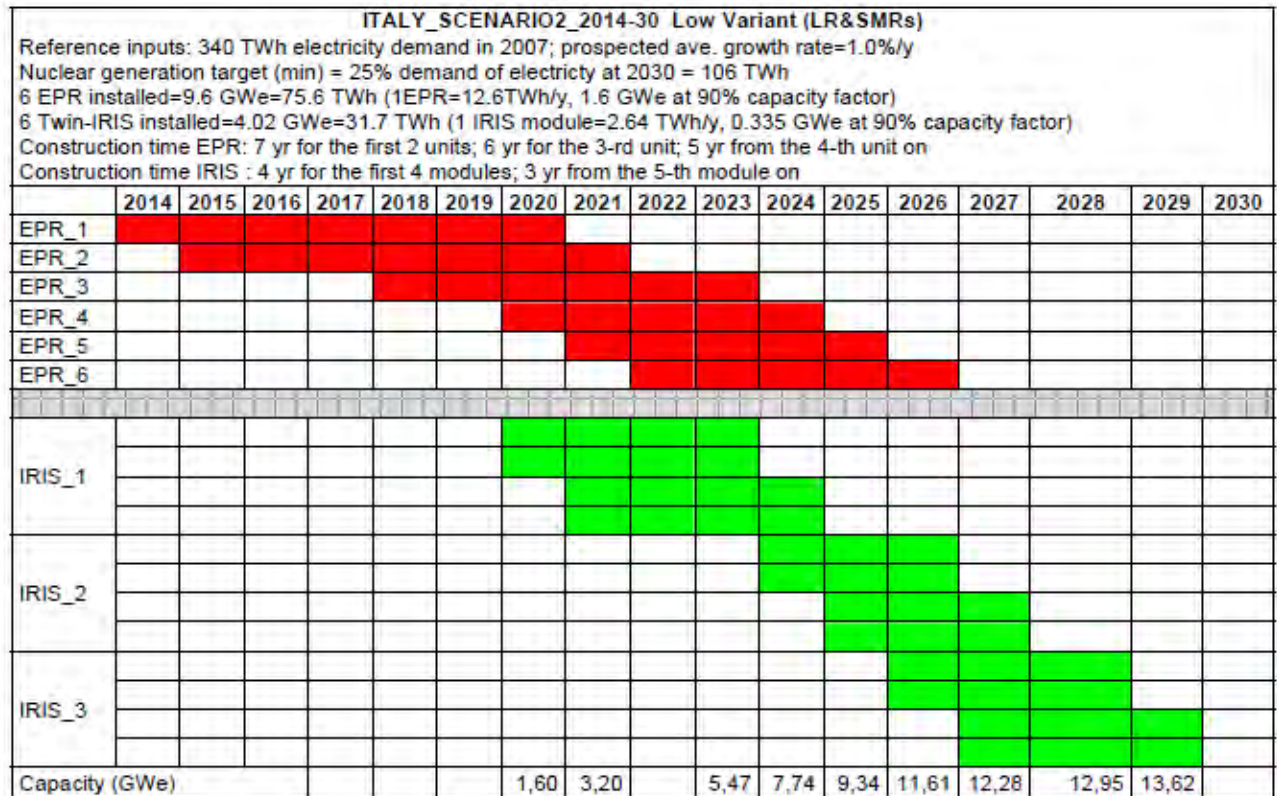 ITALY_SCENARIO2_2014-30 Low Variant (LR&SMRs)
Reference inputs: 340 TWh electricity demand in 2007; prospected ave. growth rate=1.0%/y
Nuclear generation target (min) = 25% demand of electricty at 2030 = 106 TWh
6 EPR installed=9.6 GWe=75.6 TWh (1EPR=12.6TWh/y, 1.6 GWe at 90% capacity factor)
6 Twin-IRIS installed=4.02 GWe=31.7 TWh (1 IRIS module=2.64 TWh/y, 0.335 GWe at 90% capacity factor)
Construction time EPR: 7 yr for the first 2 units; 6 yr for the 3-rd unit; 5 yr from the 4-th unit on
Construction time IRIS : 4 yr for the first 4 modules; 3 yr from the 5-th module on
2014 2015 2016 2017 2018 2019 2020 2021 2022 2023 2024 2025 2026 2027 2028 2029 2030
EPR_1
EPR_2
EPR_3
EPR_4
EPR_5
EPR_6
IRIS_1
IRIS_2
IRIS_3
Capacity (GWe) 1,60 3,20 5,47 7,74 9,34 11,61 12,28 12,95 13,62